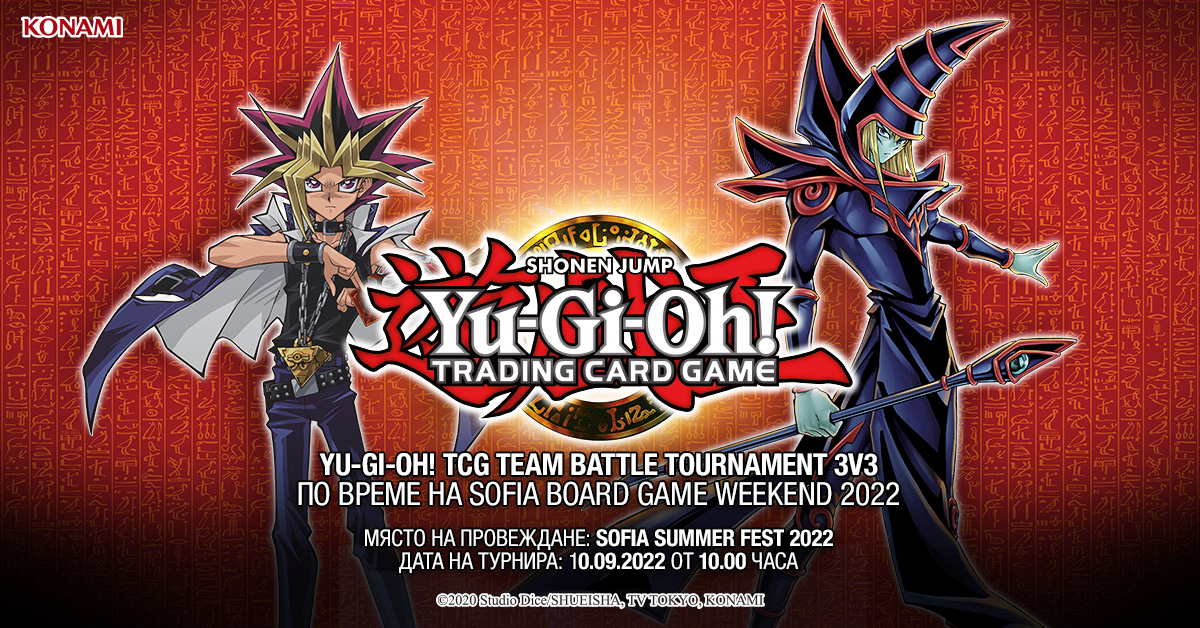 KONAMI
SHONEN JUMP
Yu-Gi-Oh!
TRADING CARD GAME
YU-GI-OH! TCG TEAM BATTLE TOURNAMENT 3V3
ПО ВРЕМЕ НА SOFIA BOARD GAME WEEKEND 2022
МЯСТО НА ПРОВЕЖДАНЕ: SOFIA SUMMER FEST 2022
ДАТА НА ТУРНИРА: 10.09.2022 ОТ 10.00 ЧАСА
©2020 Studio Dice/SHUEISHA, TV TOKYO, KONAMI